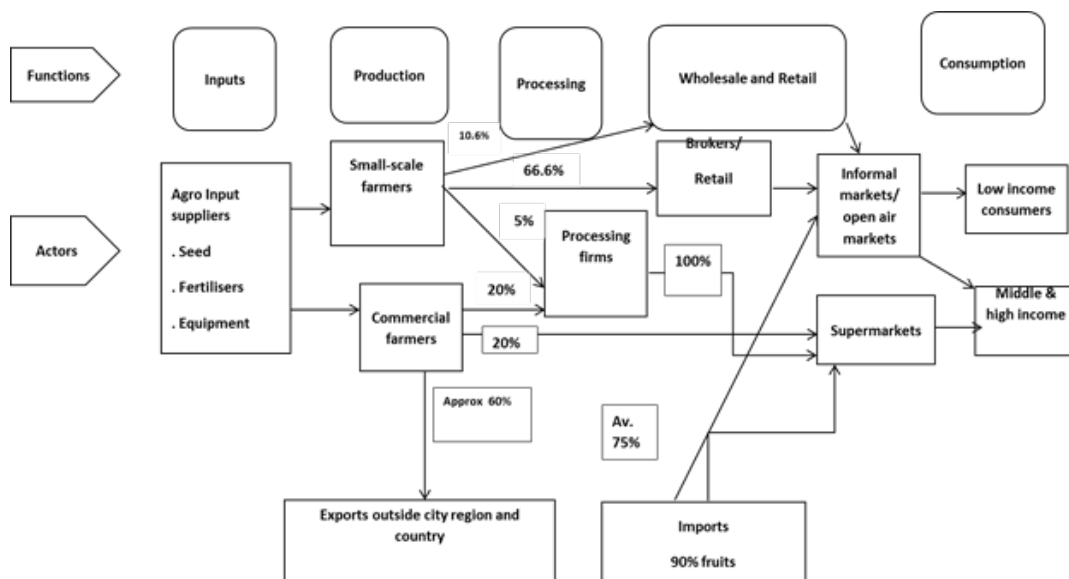 Functions
Inputs
Production
Processing
Wholesale and Retail
Consumption
Actors
Agro Input
suppliers
. Seed
. Fertilisers
. Equipment
Small-scale
farmers
10.6%
66.6%
5%
Brokers/
Retail
Informal
markets/
open air
markets
Low income
consumers
Processing
firms
100%
20%
Commercial
farmers
20%
Supermarkets
Middle &
high income
Approx 60%
Av.
75%
Exports outside city region and
country
Imports
90% fruits